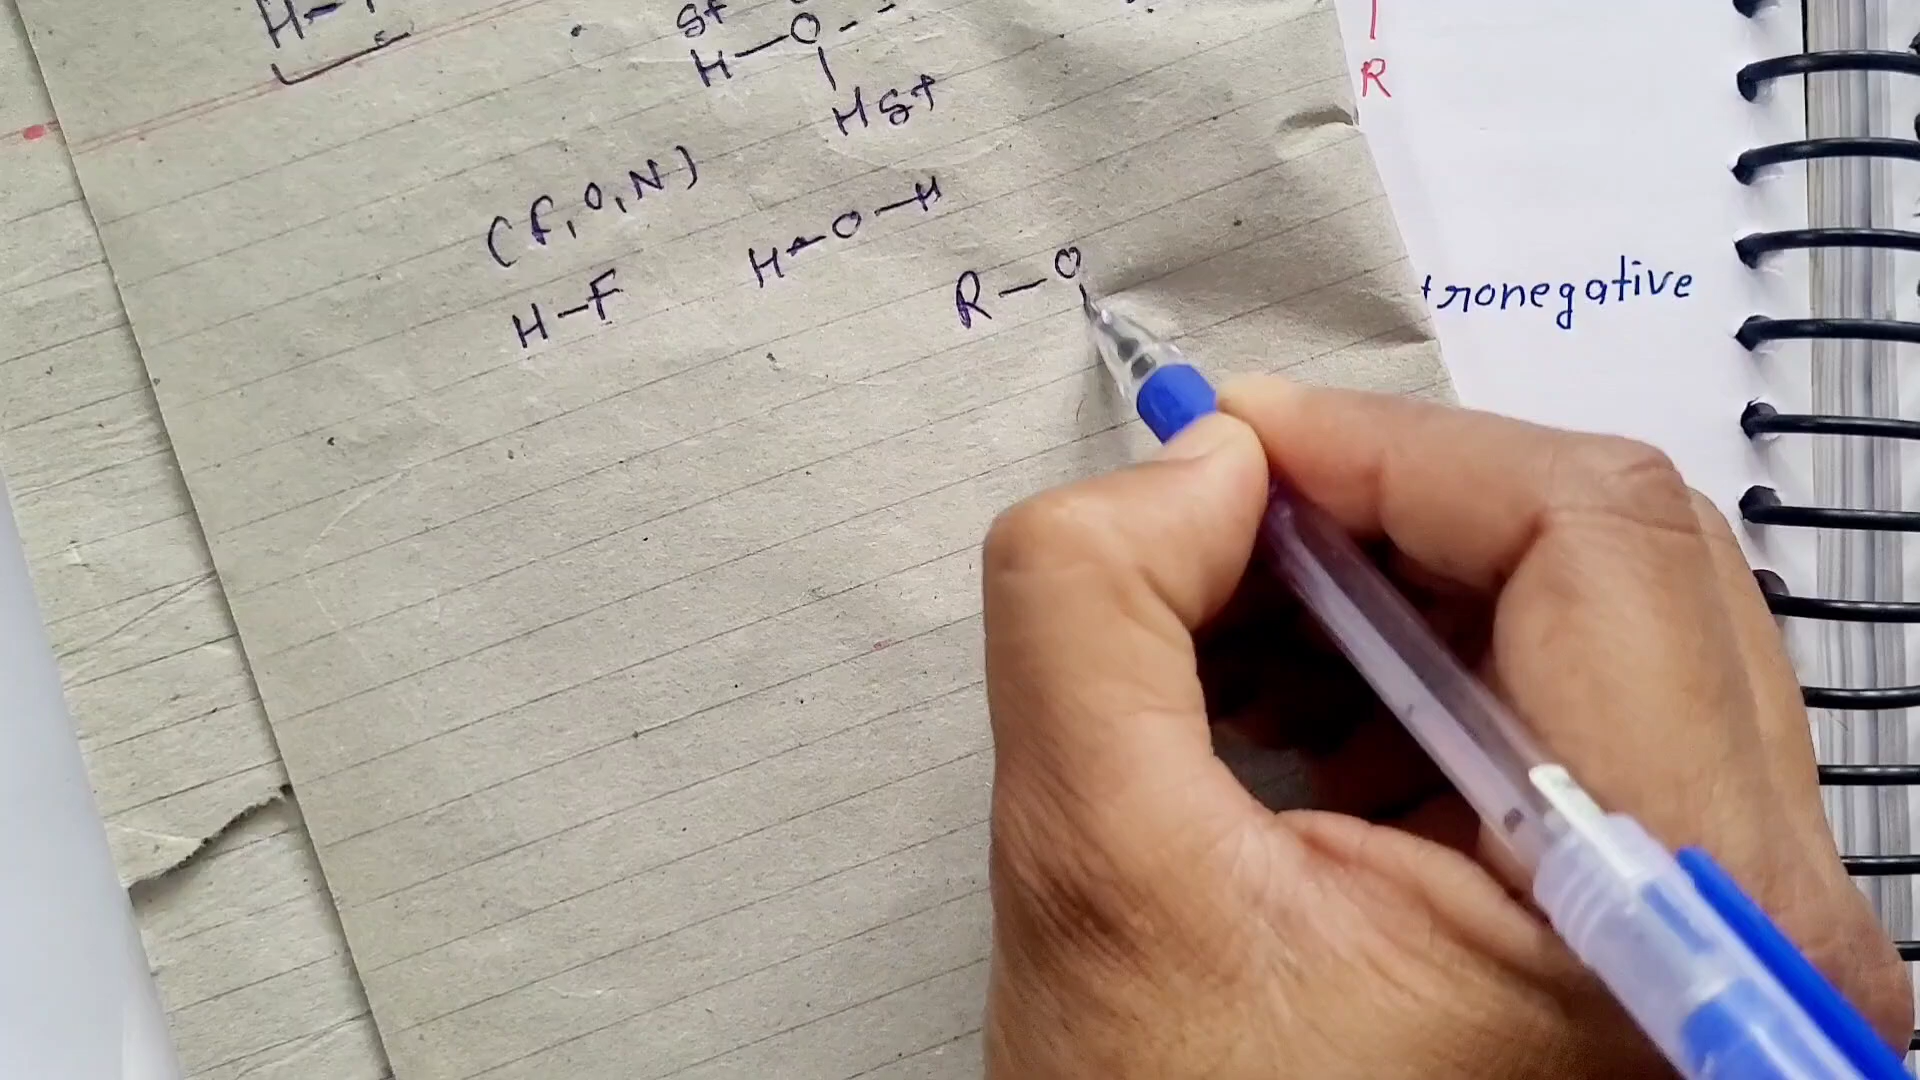 H-
δ+
H-O--
Hδ+
R
(F, O, N)
H-O-H
H-F
R-O
tronegative